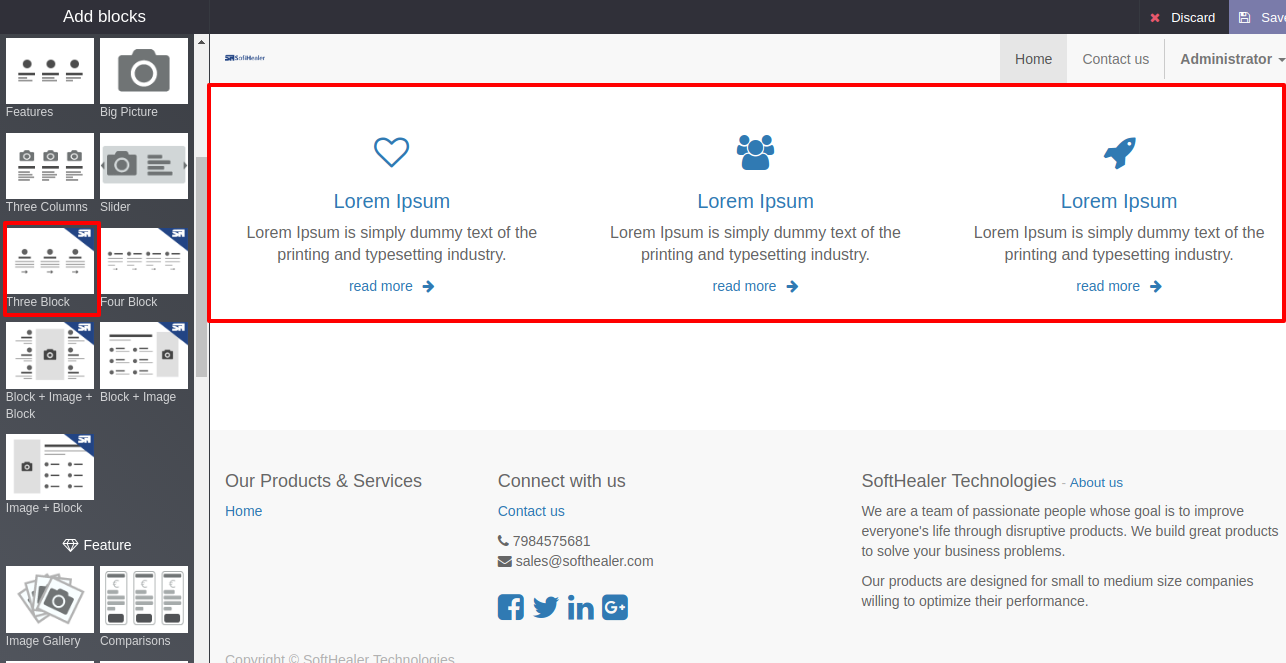 Add blocks
Discard
Save
Features
Big Picture
Three Columns
Slider
SR
SR
Three Block
Four Block
SR
SR
Block + Image +
Block
Block + Image
SR
Image + Block
Feature
Image Gallery
Comparisons
SoftHealer
Home
Contact us
Administrator
Lorem Ipsum
Lorem Ipsum is simply dummy text of the
printing and typesetting industry.
read more
Lorem Ipsum
Lorem Ipsum is simply dummy text of the
printing and typesetting industry.
read more
Lorem Ipsum
Lorem Ipsum is simply dummy text of the
printing and typesetting industry.
read more
Our Products & Services
Home
Connect with us
Contact us
7984575681
sales@softhealer.com
SoftHealer Technologies - About us
We are a team of passionate people whose goal is to improve
everyone's life through disruptive products. We build great products
to solve your business problems.
Our products are designed for small to medium size companies
willing to optimize their performance.
Copyright © SoftHealer Technologies